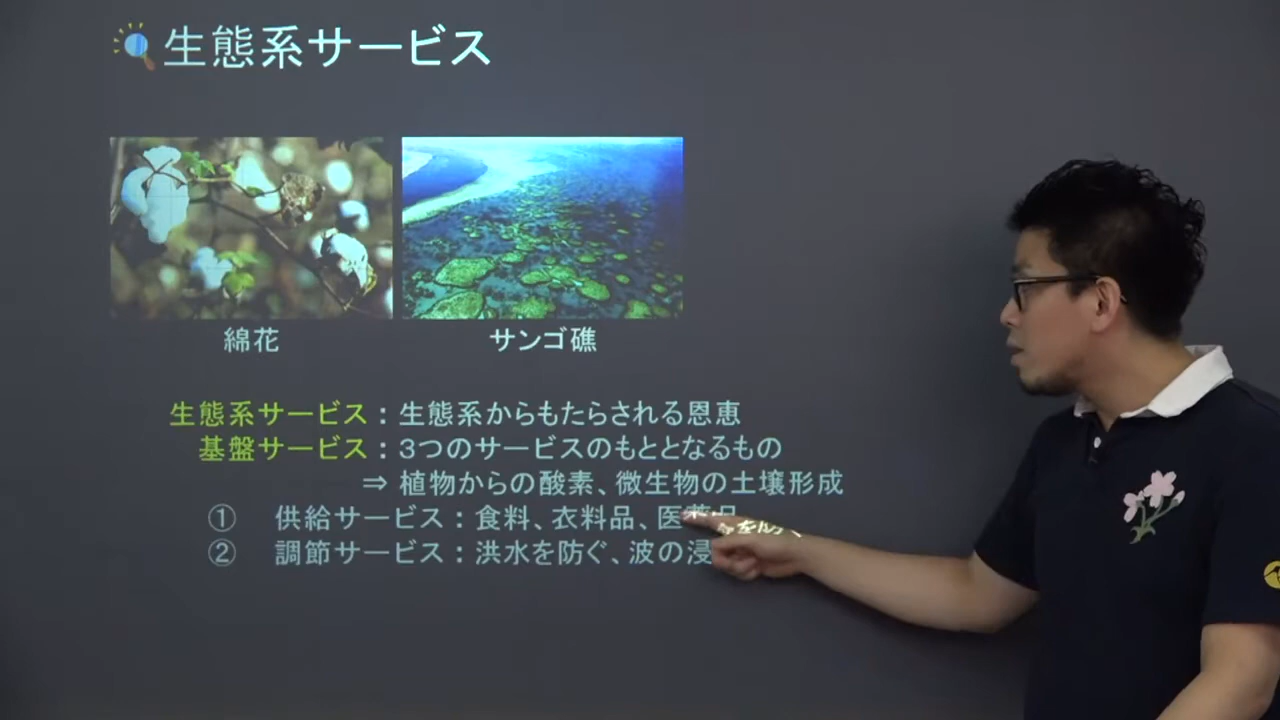 生態系サービス
綿花
サンゴ礁
生態系サービス：生態系からもたらされる恩恵
基盤サービス：３つのサービスのもととなるもの
⇒ 植物からの酸素、微生物の土壌形成
① 供給サービス：食料、衣料品、医薬品
② 調節サービス：洪水を防ぐ、波の浸
を防ぐ